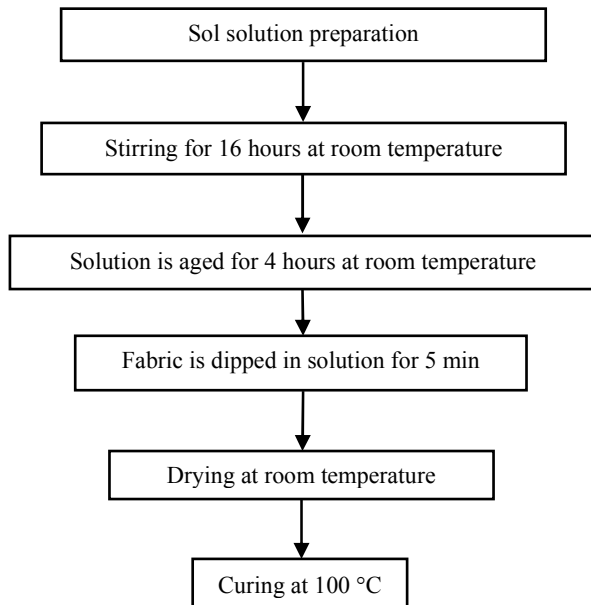 Sol solution preparation
Stirring for 16 hours at room temperature
Solution is aged for 4 hours at room temperature
Fabric is dipped in solution for 5 min
Drying at room temperature
Curing at 100 °C